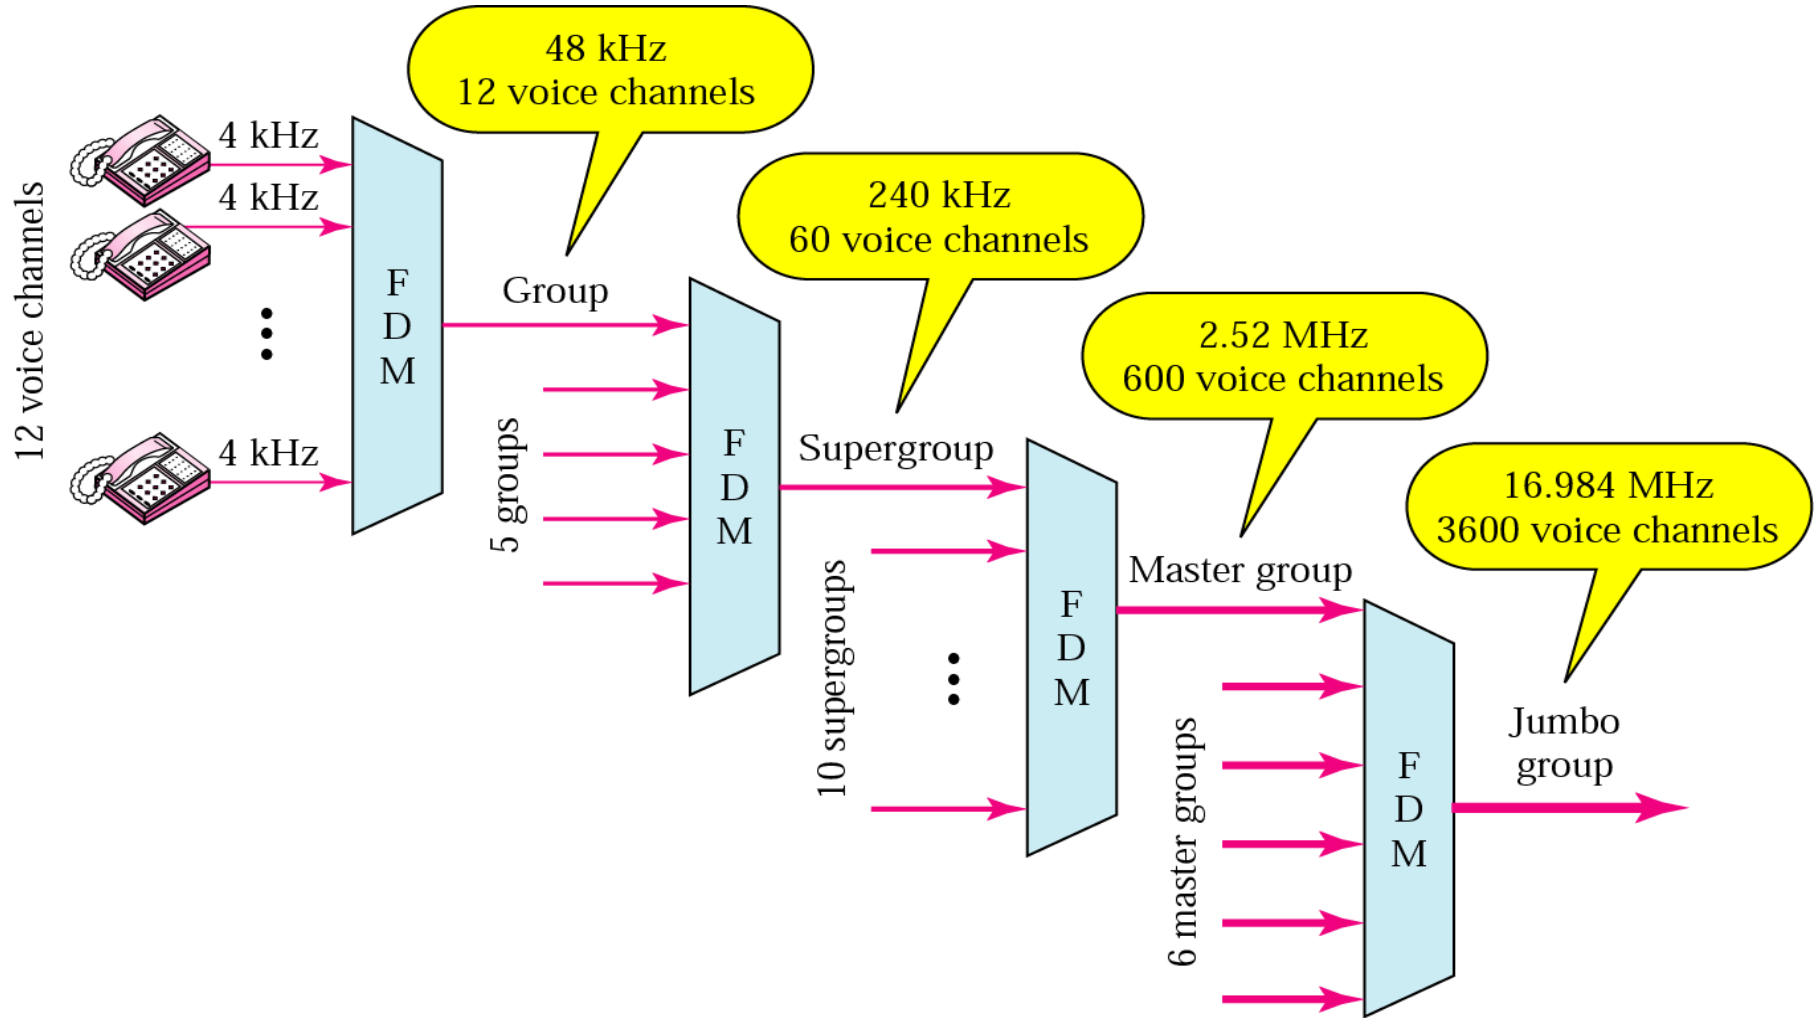 12 voice channels
4 kHz
4 kHz
4 kHz
F
D
M
48 kHz
12 voice channels
Group
5 groups
F
D
M
240 kHz
60 voice channels
Supergroup
10 supergroups
F
D
M
2.52 MHz
600 voice channels
Master group
6 master groups
F
D
M
16.984 MHz
3600 voice channels
Jumbo
group